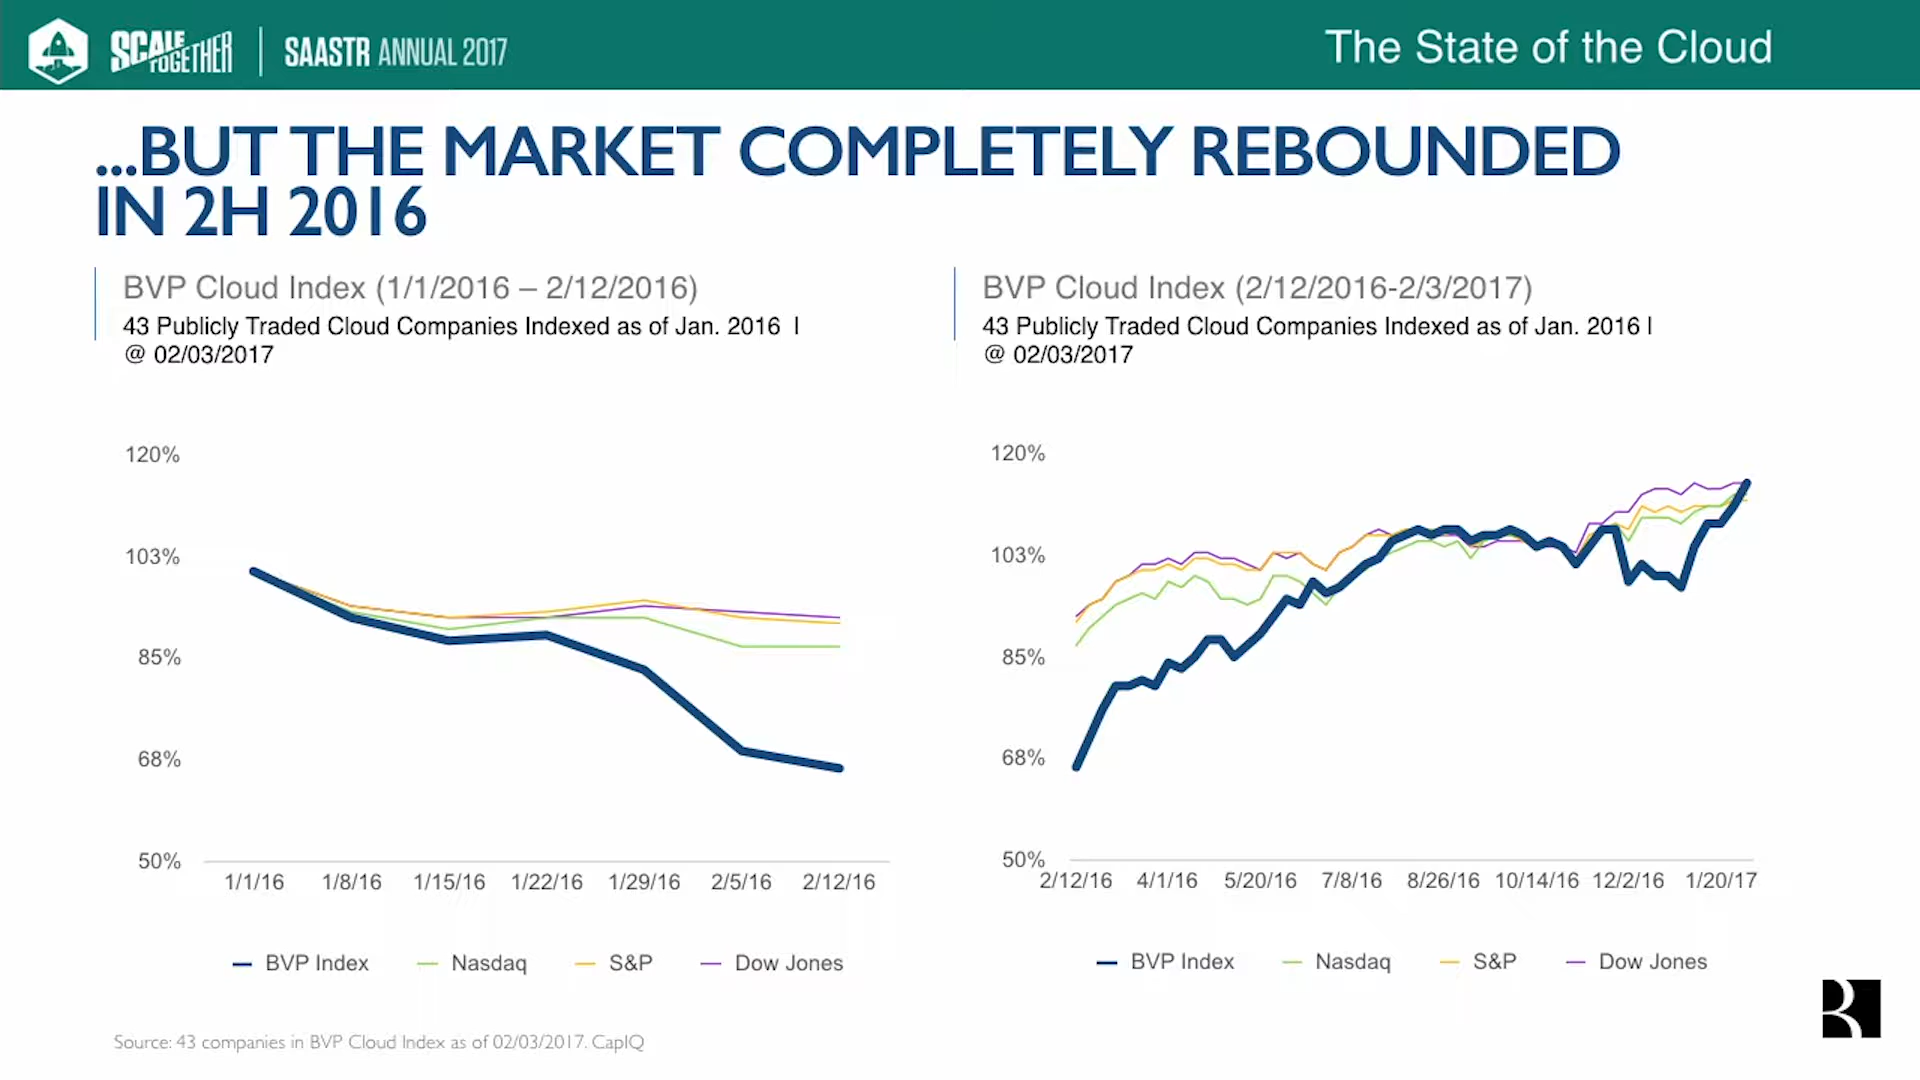 SCALE
TOGETHER
SAASTR ANNUAL 2017
The State of the Cloud
...BUT THE MARKET COMPLETELY REBOUNDED
IN 2H 2016
BVP Cloud Index (1/1/2016 – 2/12/2016)
43 Publicly Traded Cloud Companies Indexed as of Jan. 2016 I
@ 02/03/2017
120%
103%
85%
68%
50%
1/1/16 1/8/16 1/15/16 1/22/16 1/29/16 2/5/16 2/12/16
BVP Index Nasdaq S&P Dow Jones
BVP Cloud Index (2/12/2016-2/3/2017)
43 Publicly Traded Cloud Companies Indexed as of Jan. 2016 I
@ 02/03/2017
120%
103%
85%
68%
50%
2/12/16 4/1/16 5/20/16 7/8/16 8/26/16 10/14/16 12/2/16 1/20/17
BVP Index Nasdaq S&P Dow Jones
Source: 43 companies in BVP Cloud Index as of 02/03/2017. CapIQ